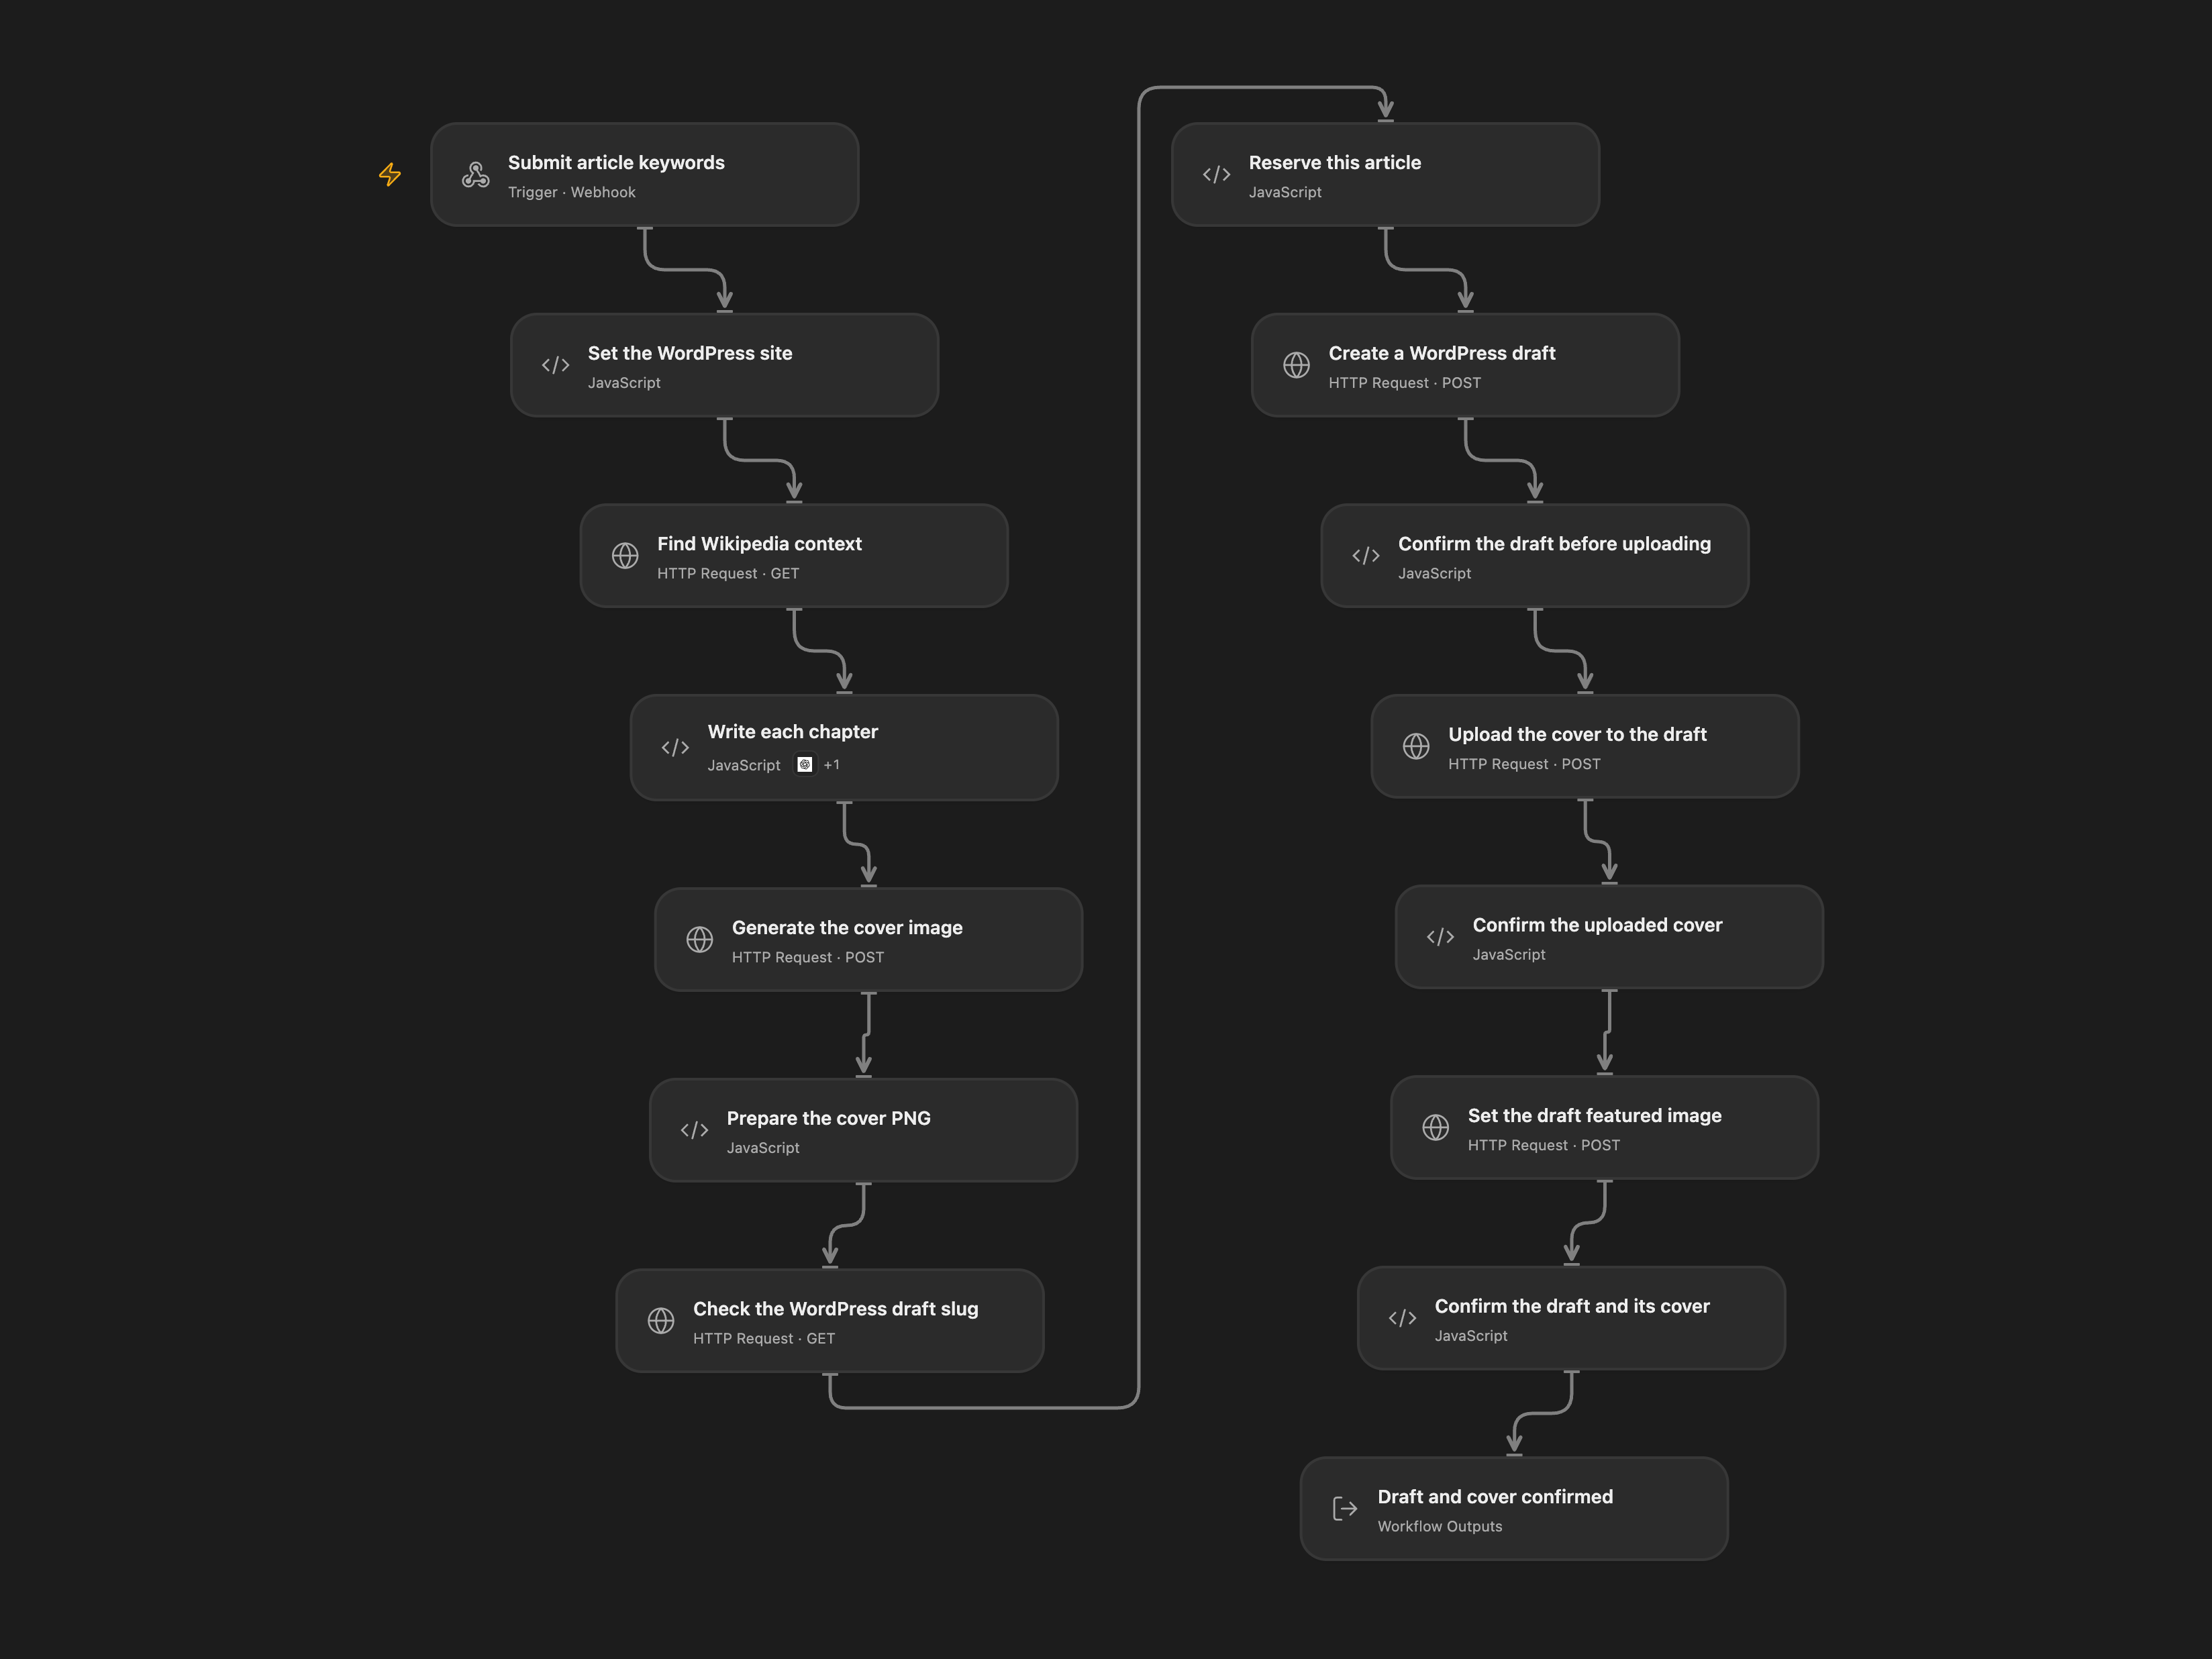 Submit article keywords
Trigger · Webhook
Set the WordPress site
JavaScript
Find Wikipedia context
HTTP Request · GET
Write each chapter
JavaScript +1
Generate the cover image
HTTP Request · POST
Prepare the cover PNG
JavaScript
Check the WordPress draft slug
HTTP Request · GET
Reserve this article
JavaScript
Create a WordPress draft
HTTP Request · POST
Confirm the draft before uploading
JavaScript
Upload the cover to the draft
HTTP Request · POST
Confirm the uploaded cover
JavaScript
Set the draft featured image
HTTP Request · POST
Confirm the draft and its cover
JavaScript
Draft and cover confirmed
Workflow Outputs